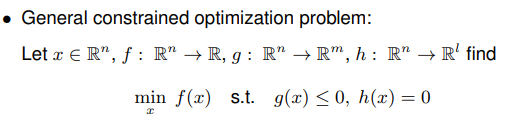 • General constrained optimization problem:
Let x ∈ ℝⁿ, f : ℝⁿ → ℝ, g : ℝⁿ → ℝᵐ, h : ℝⁿ → ℝˡ find
min f(x) s.t. g(x) ≤ 0, h(x) = 0
x